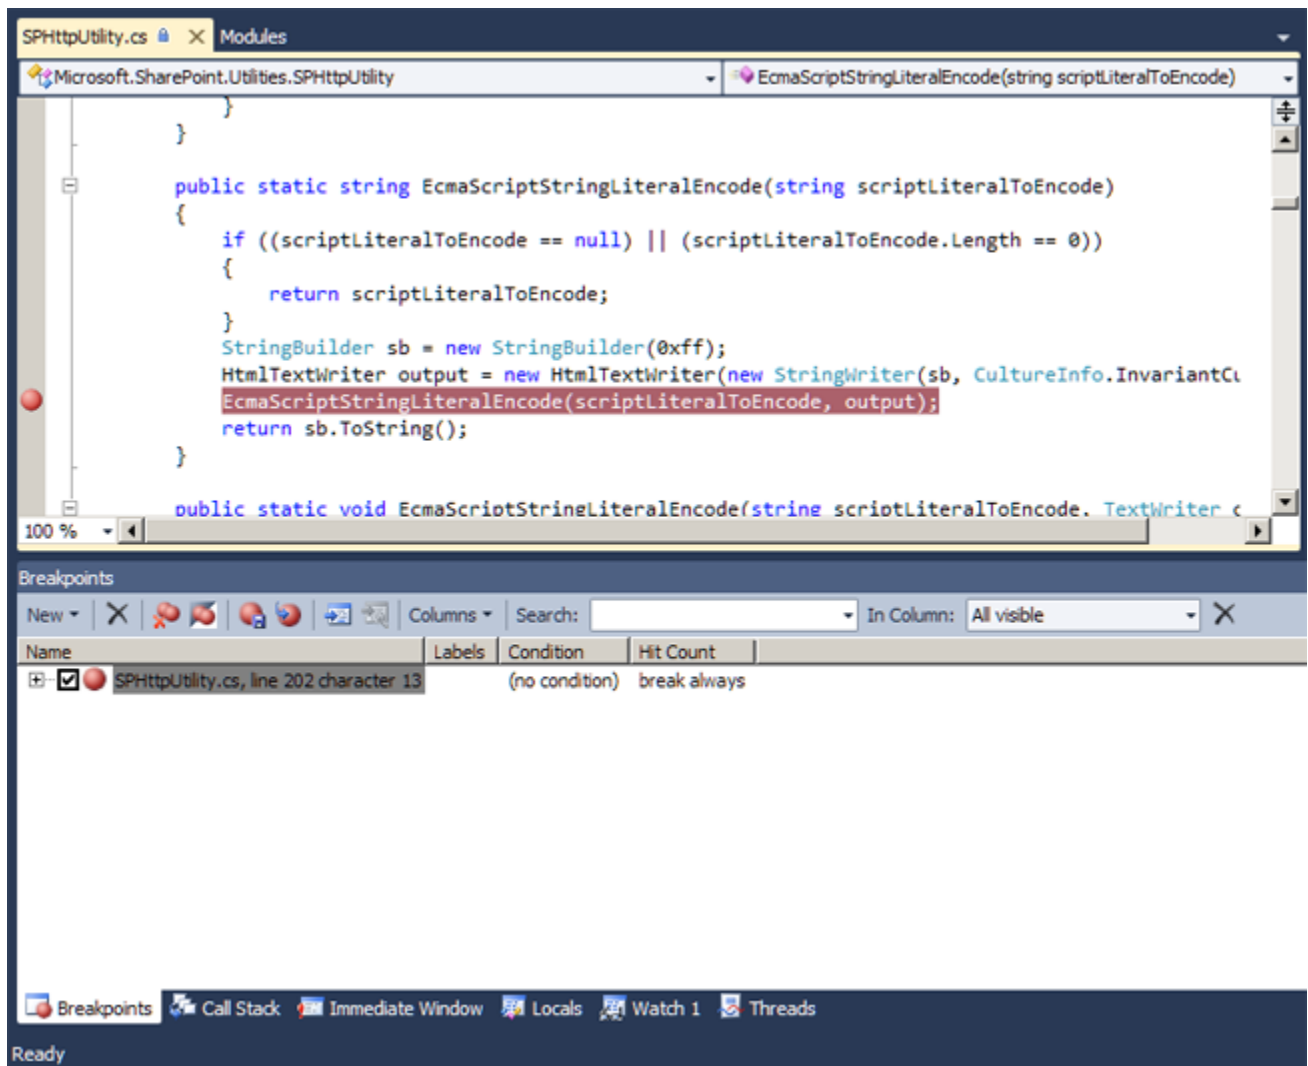 SPHttpUtility.cs Modules
Microsoft.SharePoint.Utilities.SPHttpUtility EcmaScriptStringLiteralEncode(string scriptLiteralToEncode)
}
}
public static string EcmaScriptStringLiteralEncode(string scriptLiteralToEncode)
{
if ((scriptLiteralToEncode == null) || (scriptLiteralToEncode.Length == 0))
{
return scriptLiteralToEncode;
}
StringBuilder sb = new StringBuilder(0xff);
HtmlTextWriter output = new HtmlTextWriter(new StringWriter(sb, CultureInfo.InvariantCu
EcmaScriptStringLiteralEncode(scriptLiteralToEncode, output);
return sb.ToString();
}
public static void EcmaScriptStringLiteralEncode(string scriptLiteralToEncode, TextWriter
100 %
Breakpoints
New Columns Search: In Column: All visible
Name Labels Condition Hit Count
SPHttpUtility.cs, line 202 character 13 (no condition) break always
Breakpoints Call Stack Immediate Window Locals Watch 1 Threads
Ready